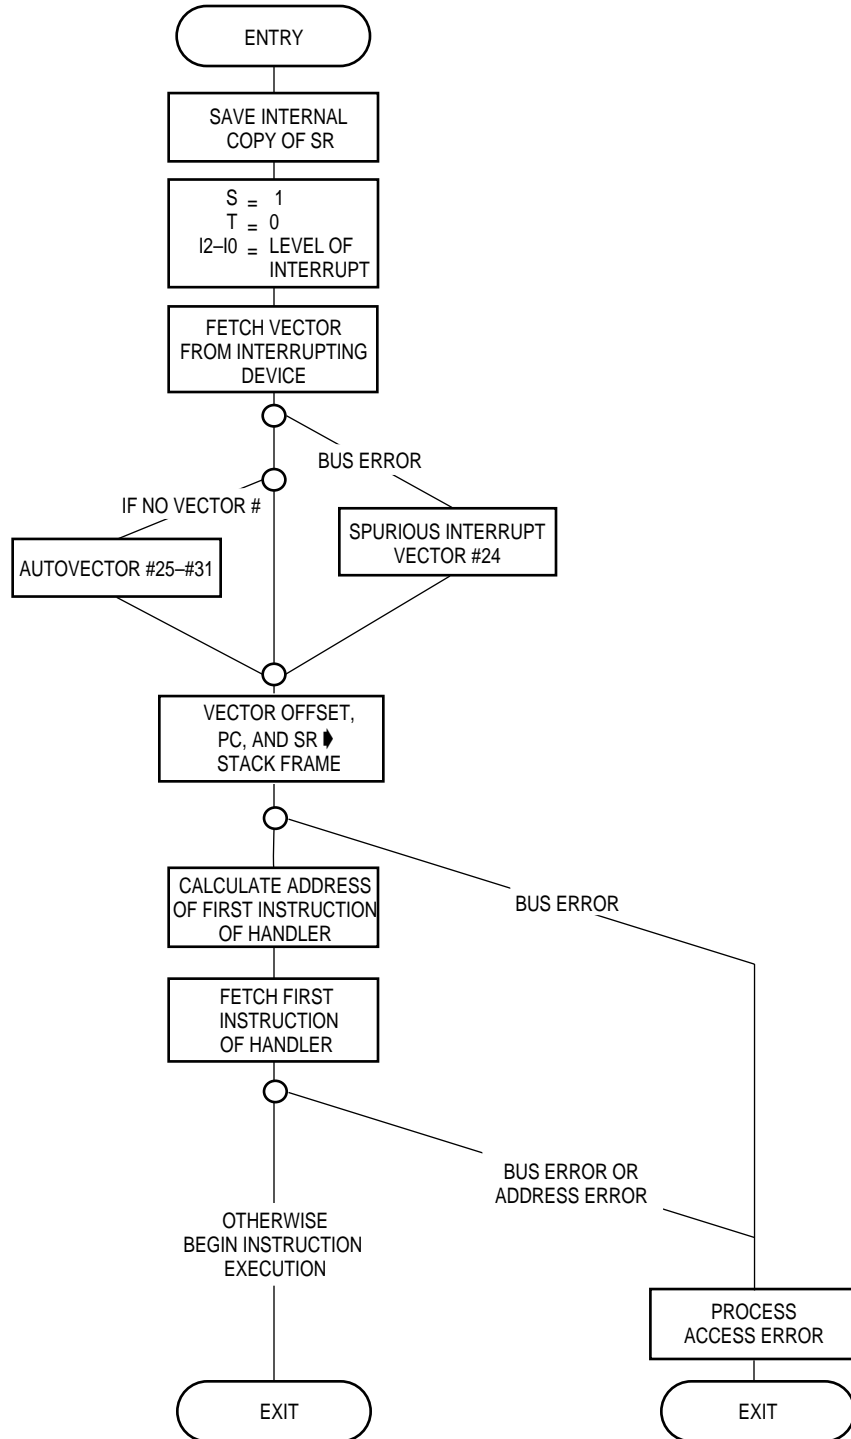 ENTRY
SAVE INTERNAL
COPY OF SR
S = 1
T = 0
I2–I0 = LEVEL OF
INTERRUPT
FETCH VECTOR
FROM INTERRUPTING
DEVICE
BUS ERROR
IF NO VECTOR #
SPURIOUS INTERRUPT
VECTOR #24
AUTOVECTOR #25–#31
VECTOR OFFSET,
PC, AND SR
STACK FRAME
CALCULATE ADDRESS
OF FIRST INSTRUCTION
OF HANDLER
BUS ERROR
FETCH FIRST
INSTRUCTION
OF HANDLER
BUS ERROR OR
ADDRESS ERROR
OTHERWISE
BEGIN INSTRUCTION
EXECUTION
PROCESS
ACCESS ERROR
EXIT
EXIT